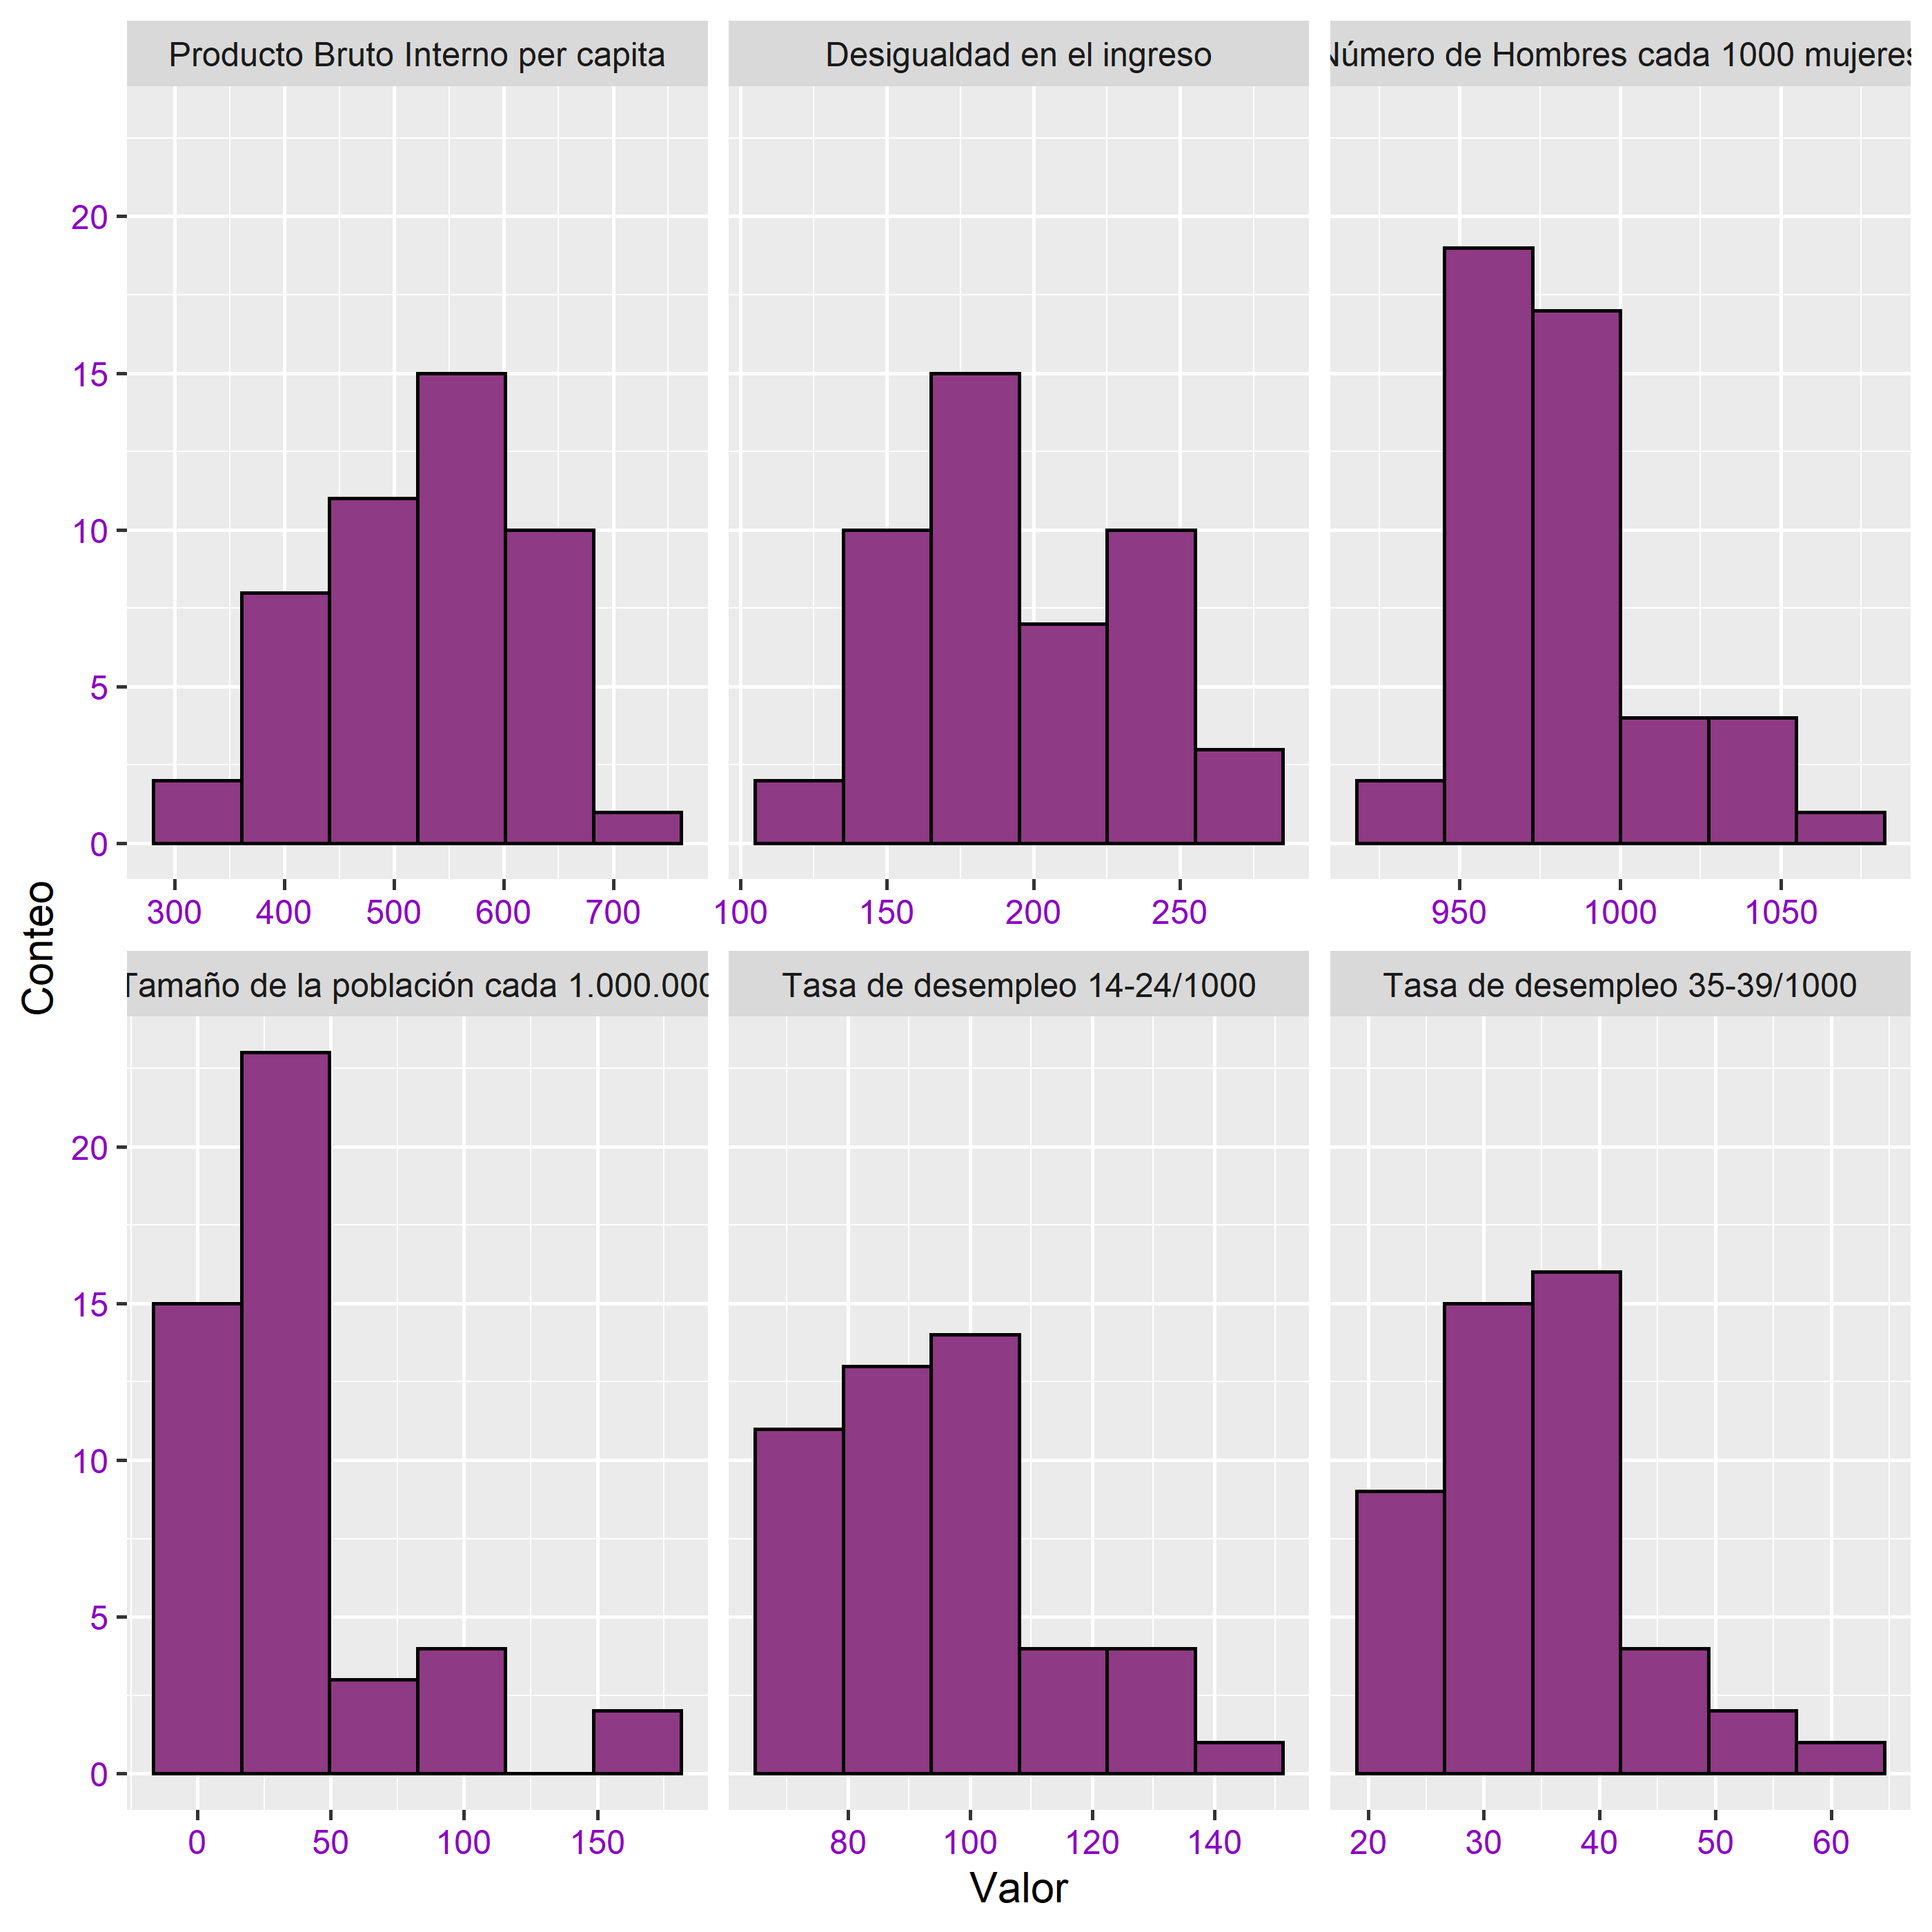 Producto Bruto Interno per capita
Desigualdad en el ingreso
Número de Hombres cada 1000 mujeres
20
15
10
5
0
300 400 500 600 700
100 150 200 250
950 1000 1050
Conteo
Tamaño de la población cada 1.000.000
Tasa de desempleo 14-24/1000
Tasa de desempleo 35-39/1000
20
15
10
5
0
0 50 100 150
80 100 120 140
20 30 40 50 60
Valor